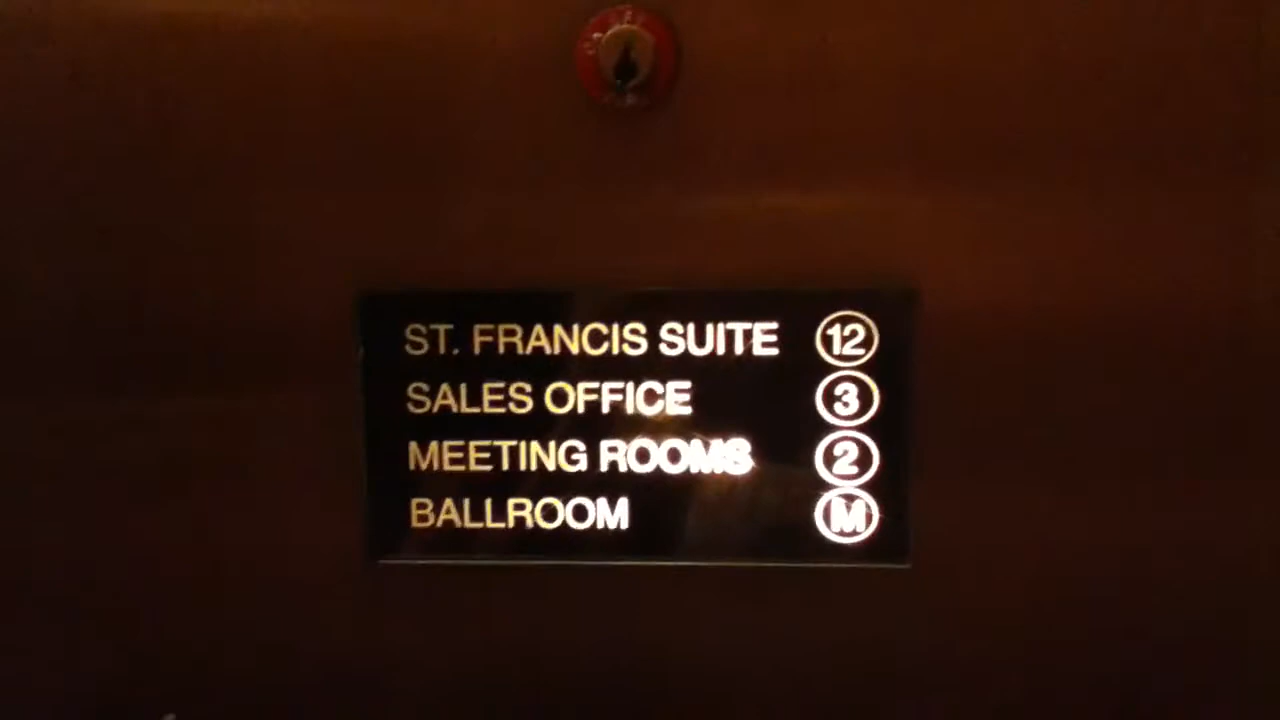 ST. FRANCIS SUITE 12
SALES OFFICE 3
MEETING ROOMS 2
BALLROOM M